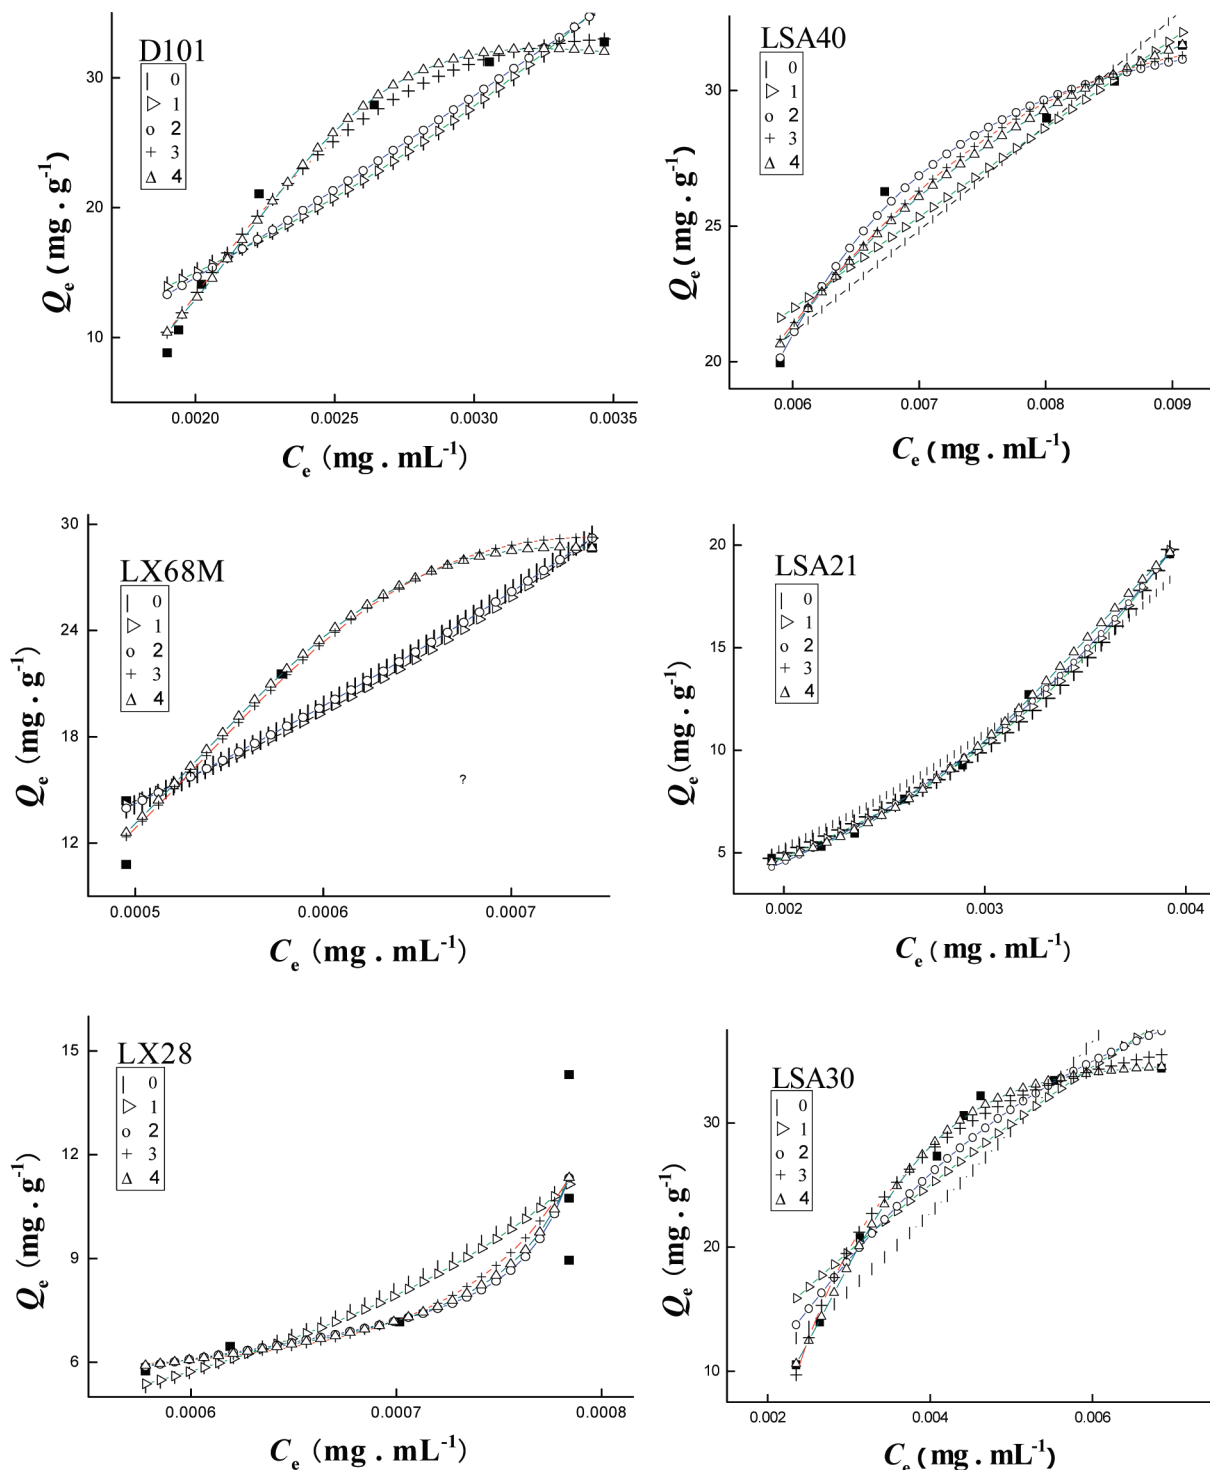 D101
0
1
2
3
4
30
20
10
Qe (mg . g-1)
0.0020 0.0025 0.0030 0.0035
Ce (mg . mL-1)
LSA40
0
1
2
3
4
30
25
20
Qe (mg . g-1)
0.006 0.007 0.008 0.009
Ce (mg . mL-1)
LX68M
0
1
2
3
4
30
24
18
12
Qe (mg . g-1)
?
0.0005 0.0006 0.0007
Ce (mg . mL-1)
LSA21
0
1
2
3
4
20
15
10
5
Qe (mg . g-1)
0.002 0.003 0.004
Ce (mg . mL-1)
LX28
0
1
2
3
4
15
12
9
6
Qe (mg . g-1)
0.0006 0.0007 0.0008
Ce (mg . mL-1)
LSA30
0
1
2
3
4
30
20
10
Qe (mg . g-1)
0.002 0.004 0.006
Ce (mg . mL-1)